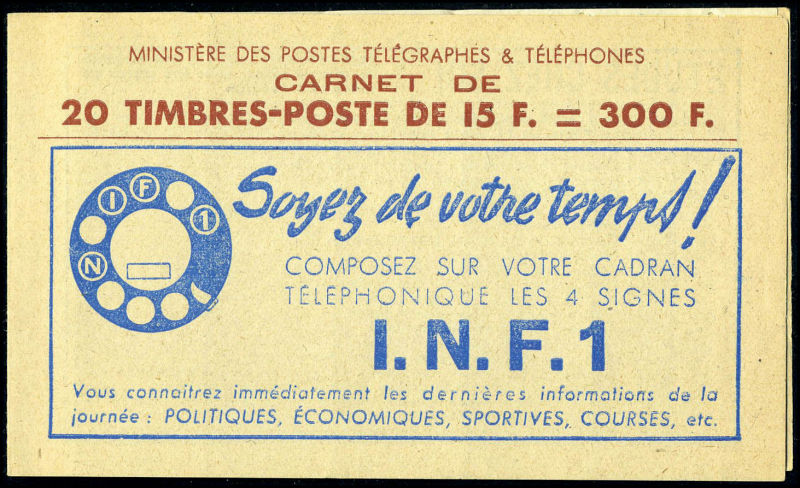 MINISTÈRE DES POSTES TÉLÉGRAPHES & TÉLÉPHONES
CARNET DE
20 TIMBRES-POSTE DE 15 F. = 300 F.
N I F 1
Soyez de votre temps!
COMPOSEZ SUR VOTRE CADRAN
TÉLÉPHONIQUE LES 4 SIGNES
I.N.F.1
Vous connaitrez immédiatement les dernières informations de la
journée : POLITIQUES, ÉCONOMIQUES, SPORTIVES, COURSES, etc.